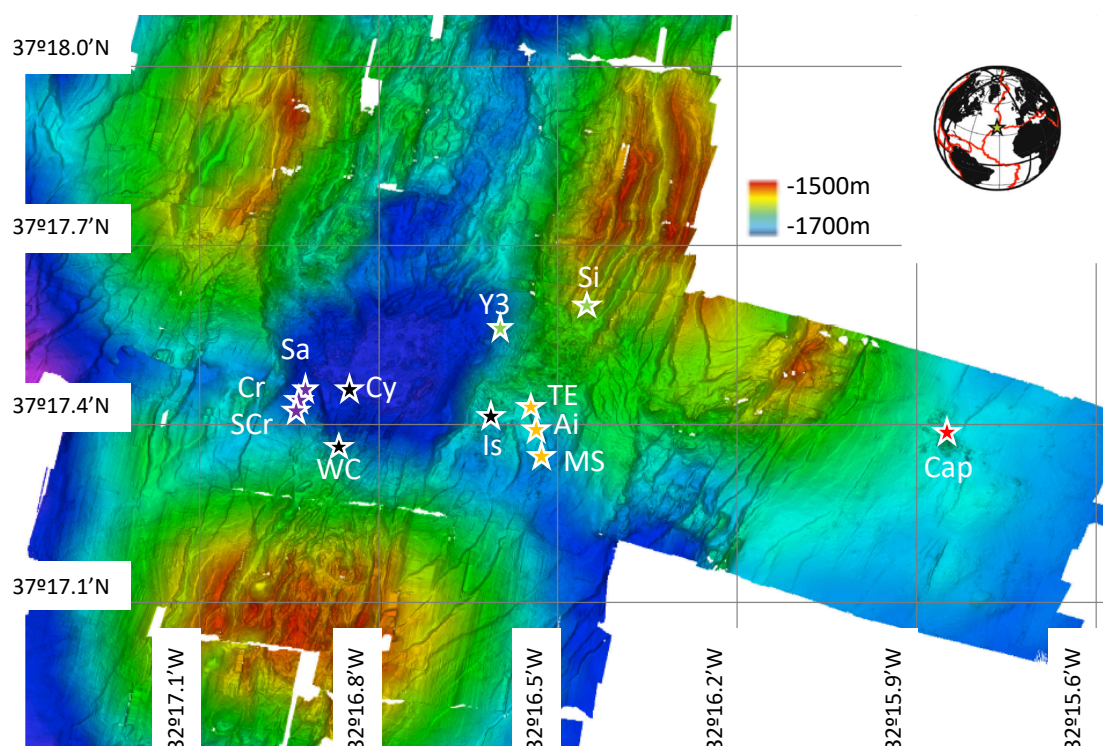 37º18.0’N
37º17.7’N
37º17.4’N
37º17.1’N
-1500m
-1700m
Si
Y3
Sa
Cr
Cy
SCr
TE
Ai
Is
MS
WC
Cap
32º17.1’W
32º16.8’W
32º16.5’W
32º16.2’W
32º15.9’W
32º15.6’W